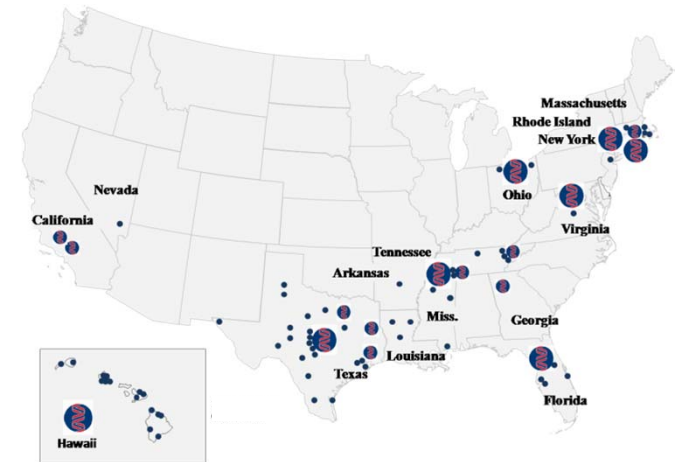 Massachusetts
Rhode Island
New York
Ohio
Nevada
California
Virginia
Tennessee
Arkansas
Miss.
Georgia
Louisiana
Texas
Florida
Hawaii